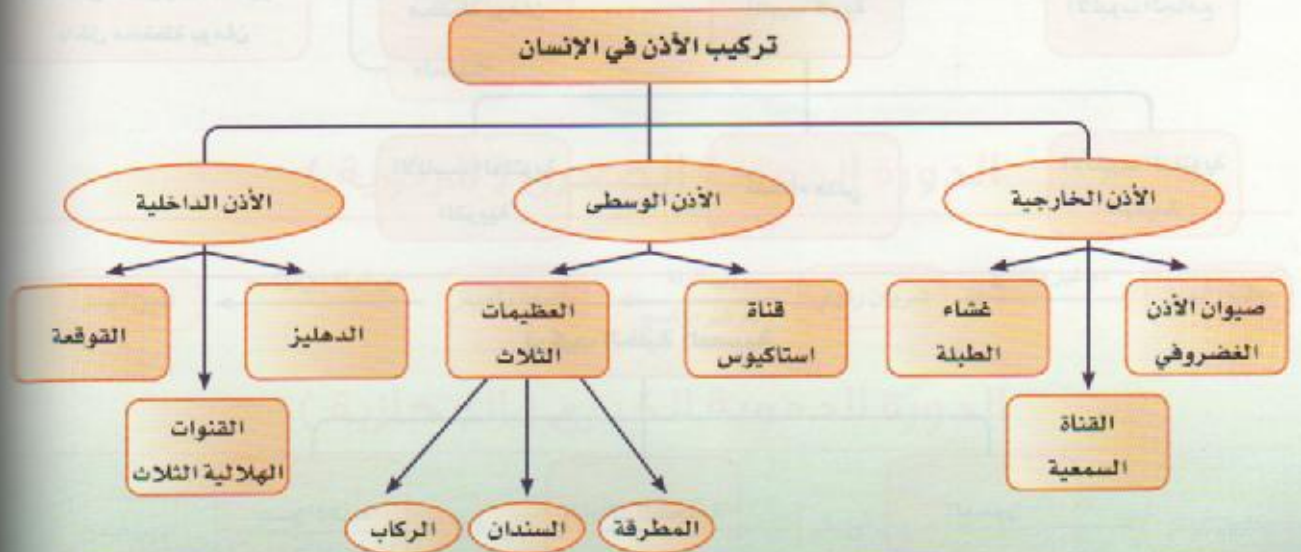 تركيب الأذن في الإنسان
الأذن الخارجية
الأذن الوسطى
الأذن الداخلية
صيوان الأذن
الغضروفي
غشاء
الطبلة
القناة
السمعية
قناة
استاكيوس
العظيمات
الثلاث
المطرقة
السندان
الركاب
الدهليز
القوقعة
القنوات
الهلالية الثلاث